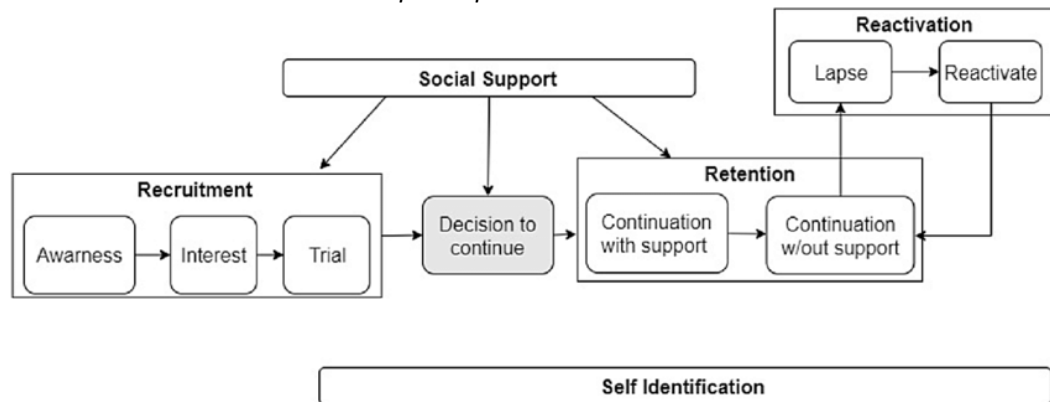 Reactivation
Lapse
Reactivate
Social Support
Recruitment
Awarness
Interest
Trial
Decision to
continue
Retention
Continuation
with support
Continuation
w/out support
Self Identification